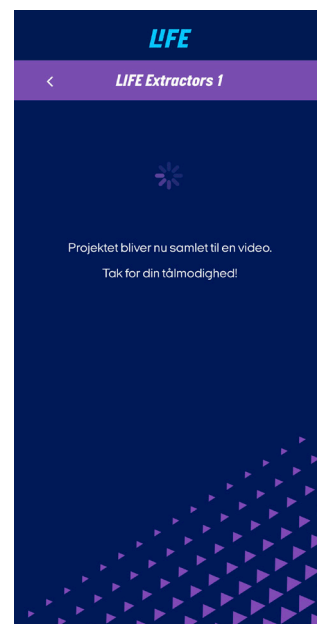 LIFE
LIFE Extractors 1
Projektet bliver nu samlet til en video.
Tak for din tålmodighed!